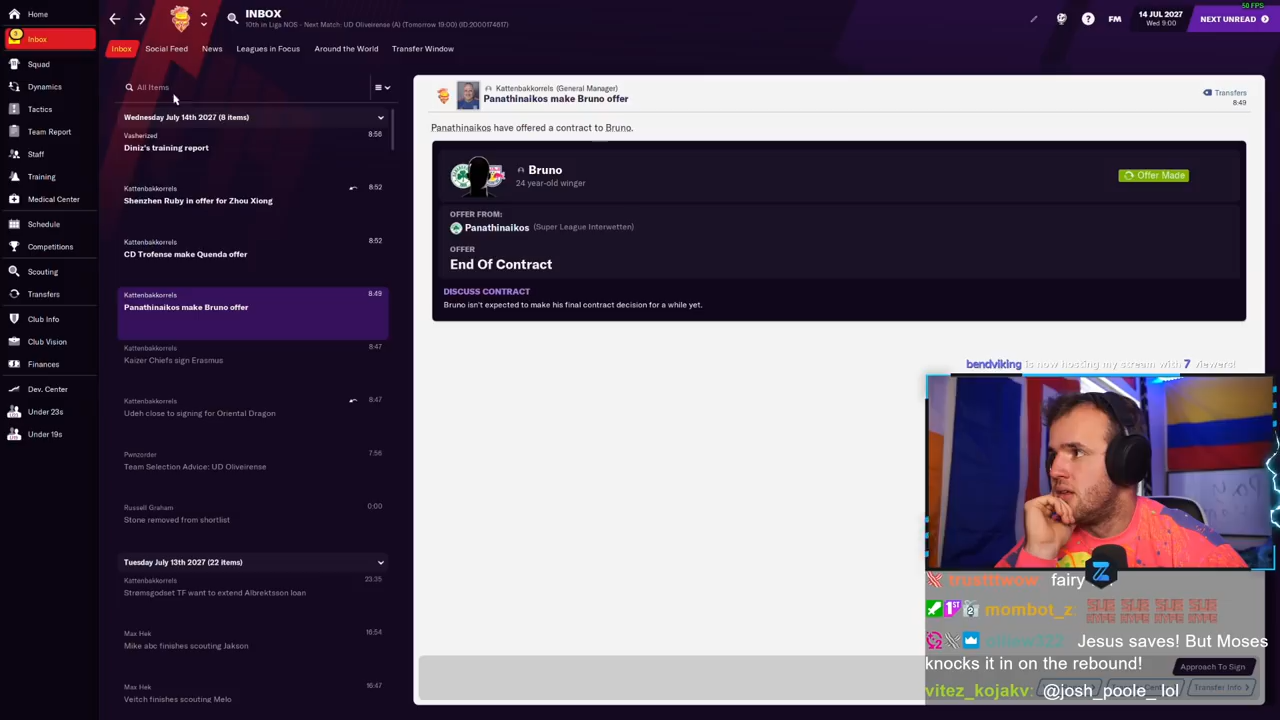 Home
3
Inbox
Squad
Dynamics
Tactics
Team Report
Staff
Training
Medical Center
Schedule
Competitions
Scouting
Transfers
Club Info
Club Vision
Finances
Dev. Center
Under 23s
Under 19s
INBOX
10th in Liga NOS - Next Match: UD Oliveirense (A) (Tomorrow 19:00) (ID:2000174617)
50 FPS
FM
14 JUL 2027
Wed 9:00
NEXT UNREAD
Inbox
Social Feed
News
Leagues in Focus
Around the World
Transfer Window
All Items
Wednesday July 14th 2027 (8 items)
Vasherized
8:56
Diniz's training report
Kattenbakkorrels
8:52
Shenzhen Ruby in offer for Zhou Xiong
Kattenbakkorrels
8:52
CD Trofense make Quenda offer
Kattenbakkorrels
8:49
Panathinaikos make Bruno offer
Kattenbakkorrels
8:47
Kaizer Chiefs sign Erasmus
Kattenbakkorrels
8:47
Udeh close to signing for Oriental Dragon
Pwnzorder
7:56
Team Selection Advice: UD Oliveirense
Russell Graham
0:00
Stone removed from shortlist
Tuesday July 13th 2027 (22 items)
Kattenbakkorrels
23:35
Strømsgodset TF want to extend Albrektsson loan
Max Hek
16:54
Mike abc finishes scouting Jakson
Max Hek
16:47
Veitch finishes scouting Melo
Kattenbakkorrels (General Manager)
Panathinaikos make Bruno offer
Transfers
8:49
Panathinaikos have offered a contract to Bruno.
Bruno
24 year-old winger
Offer Made
OFFER FROM:
Panathinaikos (Super League Interwetten)
OFFER
End Of Contract
DISCUSS CONTRACT
Bruno isn't expected to make his final contract decision for a while yet.
bendviking is now hosting my stream with 7 viewers!
trustttwow: fairy
mombot_z:
Jesus saves! But Moses
knocks it in on the rebound!
vitez_kojakv: @josh_poole_lol
Approach To Sign
Transfer Info